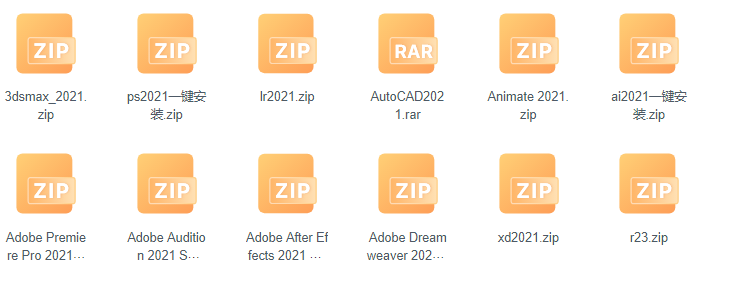 ZIP ZIP ZIP RAR ZIP ZIP
3dsmax_2021. ps2021一键安 lr2021.zip AutoCAD202 Animate 2021. ai2021一键安
zip 装.zip 1.rar zip 装.zip
ZIP ZIP ZIP ZIP ZIP ZIP
Adobe Premie Adobe Auditio Adobe After Ef Adobe Dream xd2021.zip r23.zip
re Pro 2021··· n 2021 S··· fects 2021 ··· weaver 202···